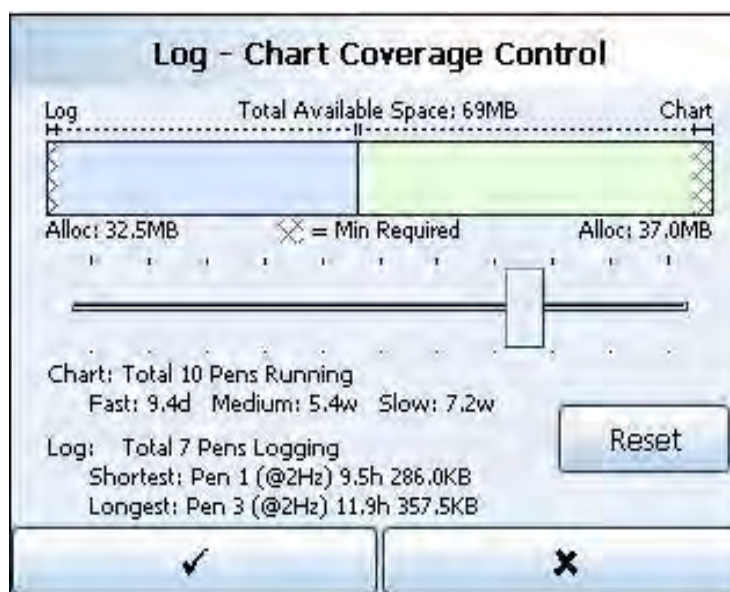 Log - Chart Coverage Control
Log Total Available Space: 69MB Chart
Alloc: 32.5MB = Min Required Alloc: 37.0MB
Chart: Total 10 Pens Running
Fast: 9.4d Medium: 5.4w Slow: 7.2w
Log: Total 7 Pens Logging
Shortest: Pen 1 (@2Hz) 9.5h 286.0KB
Longest: Pen 3 (@2Hz) 11.9h 357.5KB
Reset